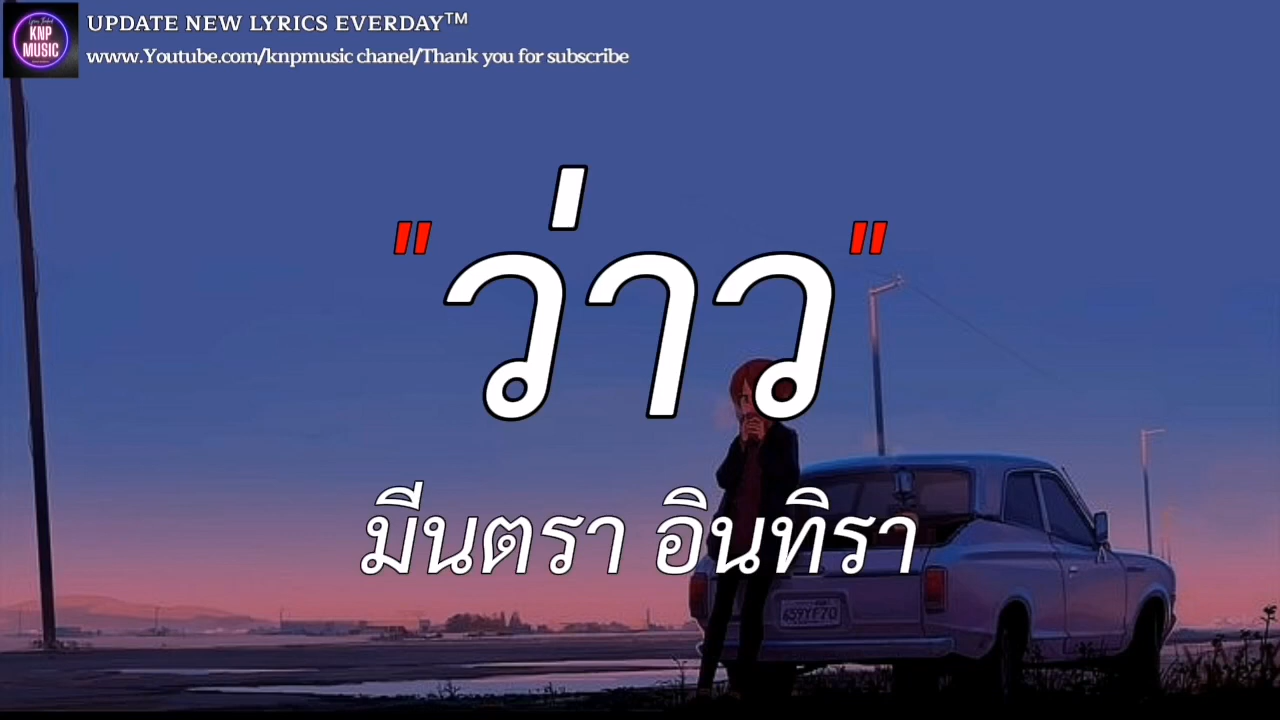 KNP
MUSIC
UPDATE NEW LYRICS EVERDAY™
www.Youtube.com/knpmusic chanel/Thank you for subscribe
"ว่าว"
มีนตรา อินทิรา
659YF70